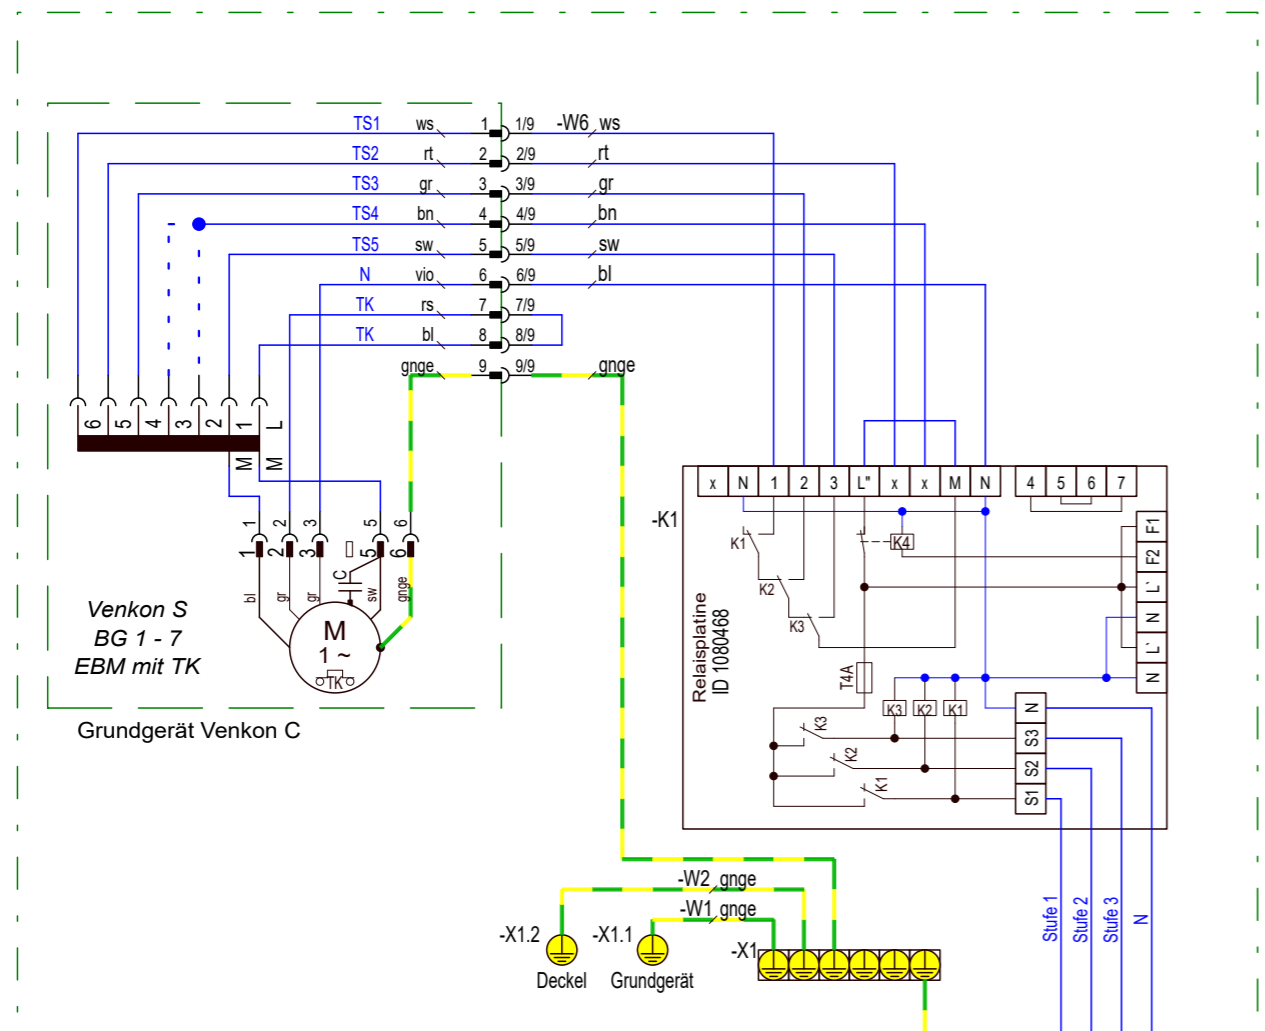 TS1 ws 1 1/9 -W6 ws
TS2 rt 2 2/9 rt
TS3 gr 3 3/9 gr
TS4 bn 4 4/9 bn
TS5 sw 5 5/9 sw
N vio 6 6/9 bl
TK rs 7 7/9
TK bl 8 8/9
gnge 9 9/9 gnge
6 5 4 3 2 1 L
M M
1 2 3 5 6
1 2 3 5 6
bl gr gr C sw gnge
M
1 ~
TK
Venkon S
BG 1 - 7
EBM mit TK
Grundgerät Venkon C
-K1
x N 1 2 3 L" x x M N 4 5 6 7
K1
K2
K3
K4
F1
F2
L`
N
L`
N
Relaisplatine
ID 1080468
T4A
K3 K2 K1
K3
K2
K1
N
S3
S2
S1
Stufe 1
Stufe 2
Stufe 3
N
-W2 gnge
-W1 gnge
-X1.2
Deckel
-X1.1
Grundgerät
-X1